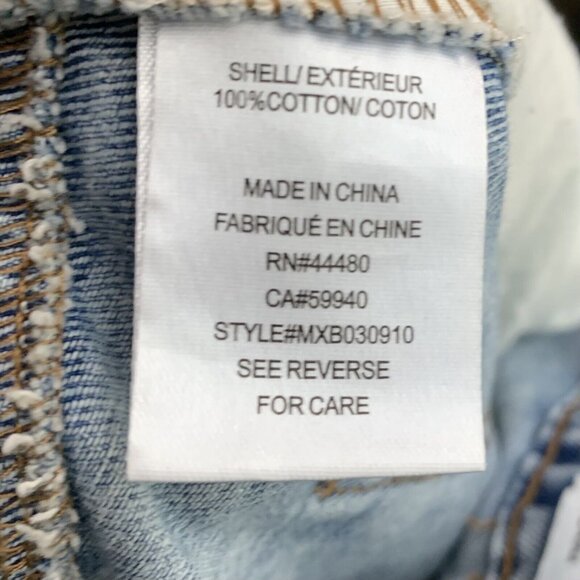 SHELL/ EXTÉRIEUR
100%COTTON/ COTON
MADE IN CHINA
FABRIQUÉ EN CHINE
RN#44480
CA#59940
STYLE#MXB030910
SEE REVERSE
FOR CARE